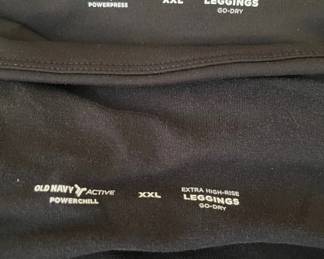 POWERPRESS XXL LEGGINGS
GO-DRY
OLD NAVY ACTIVE
POWERCHILL
XXL
EXTRA HIGH-RISE
LEGGINGS
GO-DRY